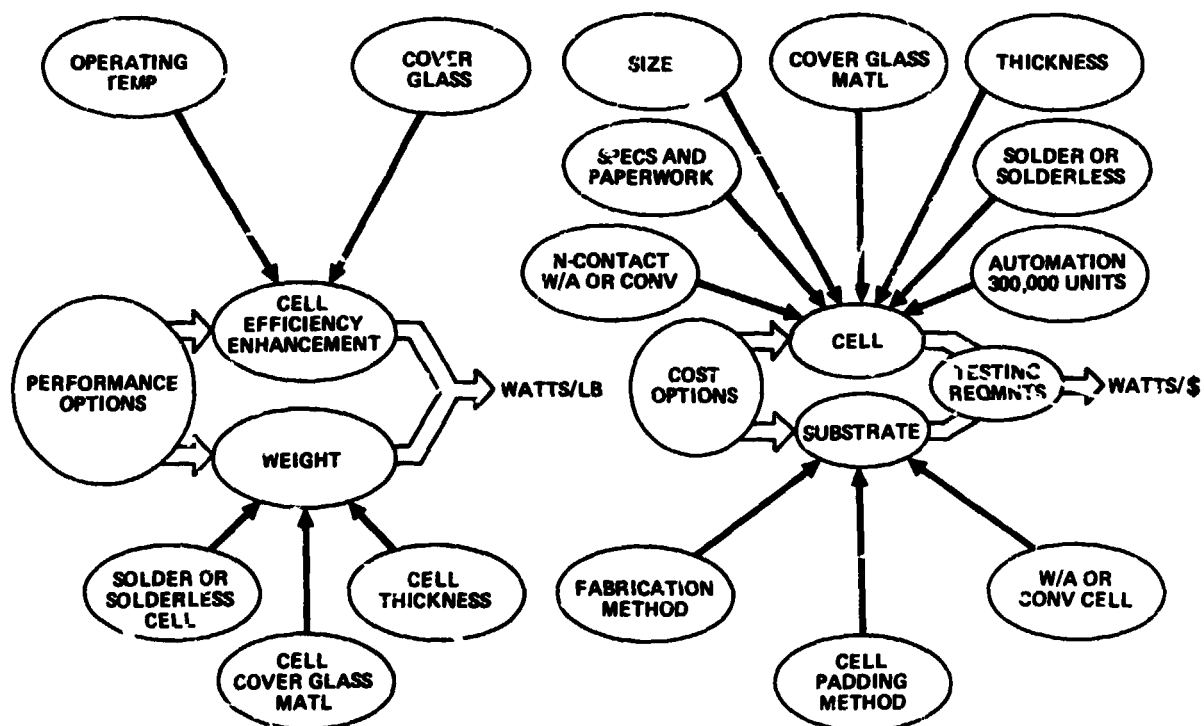 OPERATING
TEMP
COVER
GLASS
CELL
EFFICIENCY
ENHANCEMENT
PERFORMANCE
OPTIONS
WATTS/LB
WEIGHT
SOLDER OR
SOLDERLESS
CELL
CELL
THICKNESS
CELL
COVER GLASS
MATL
SIZE
COVER GLASS
MATL
THICKNESS
SPECS AND
PAPERWORK
SOLDER OR
SOLDERLESS
N-CONTACT
W/A OR CONV
AUTOMATION
300,000 UNITS
CELL
COST
OPTIONS
TESTING
REQMNTS
WATTS/$
SUBSTRATE
FABRICATION
METHOD
CELL
PADDING
METHOD
W/A OR
CONV CELL